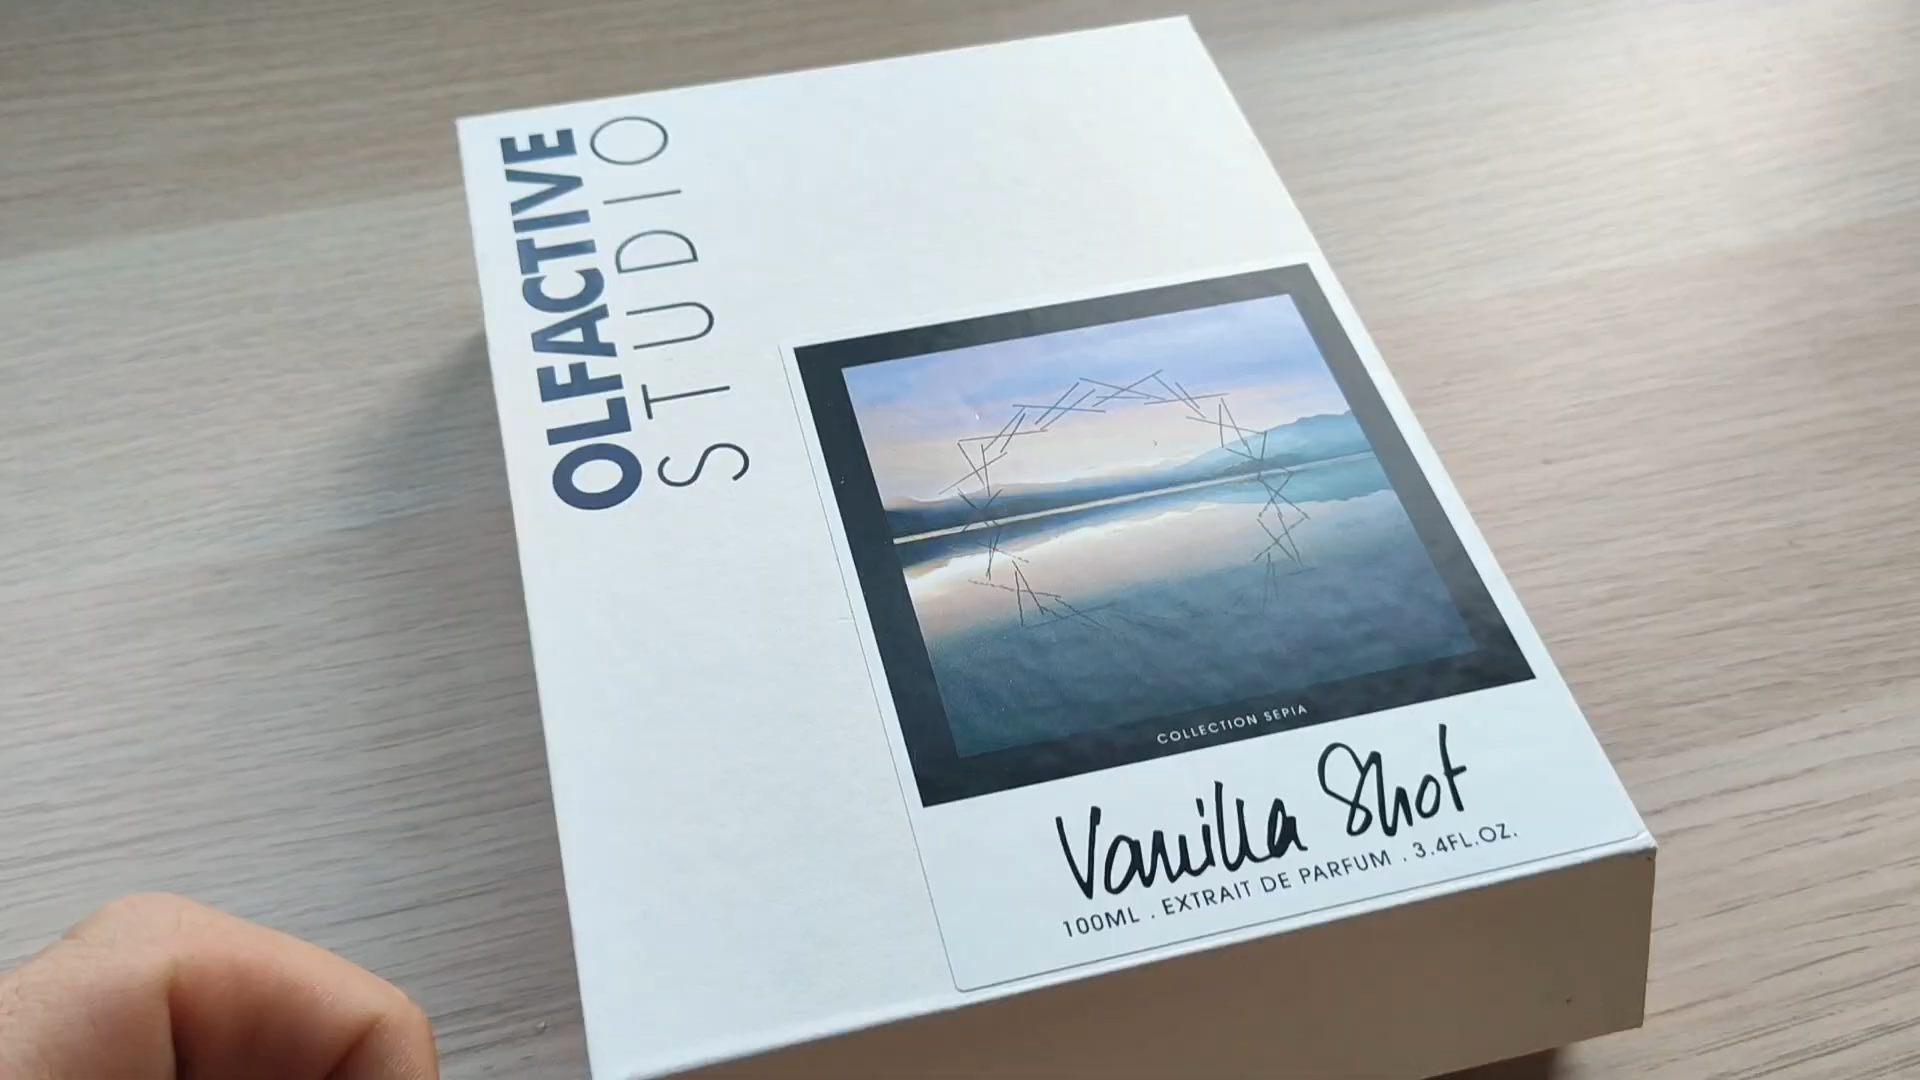 OLFACTIVE
STUDIO
COLLECTION SEPIA
Vanilla Shot
100ML . EXTRAIT DE PARFUM . 3.4FL.OZ.